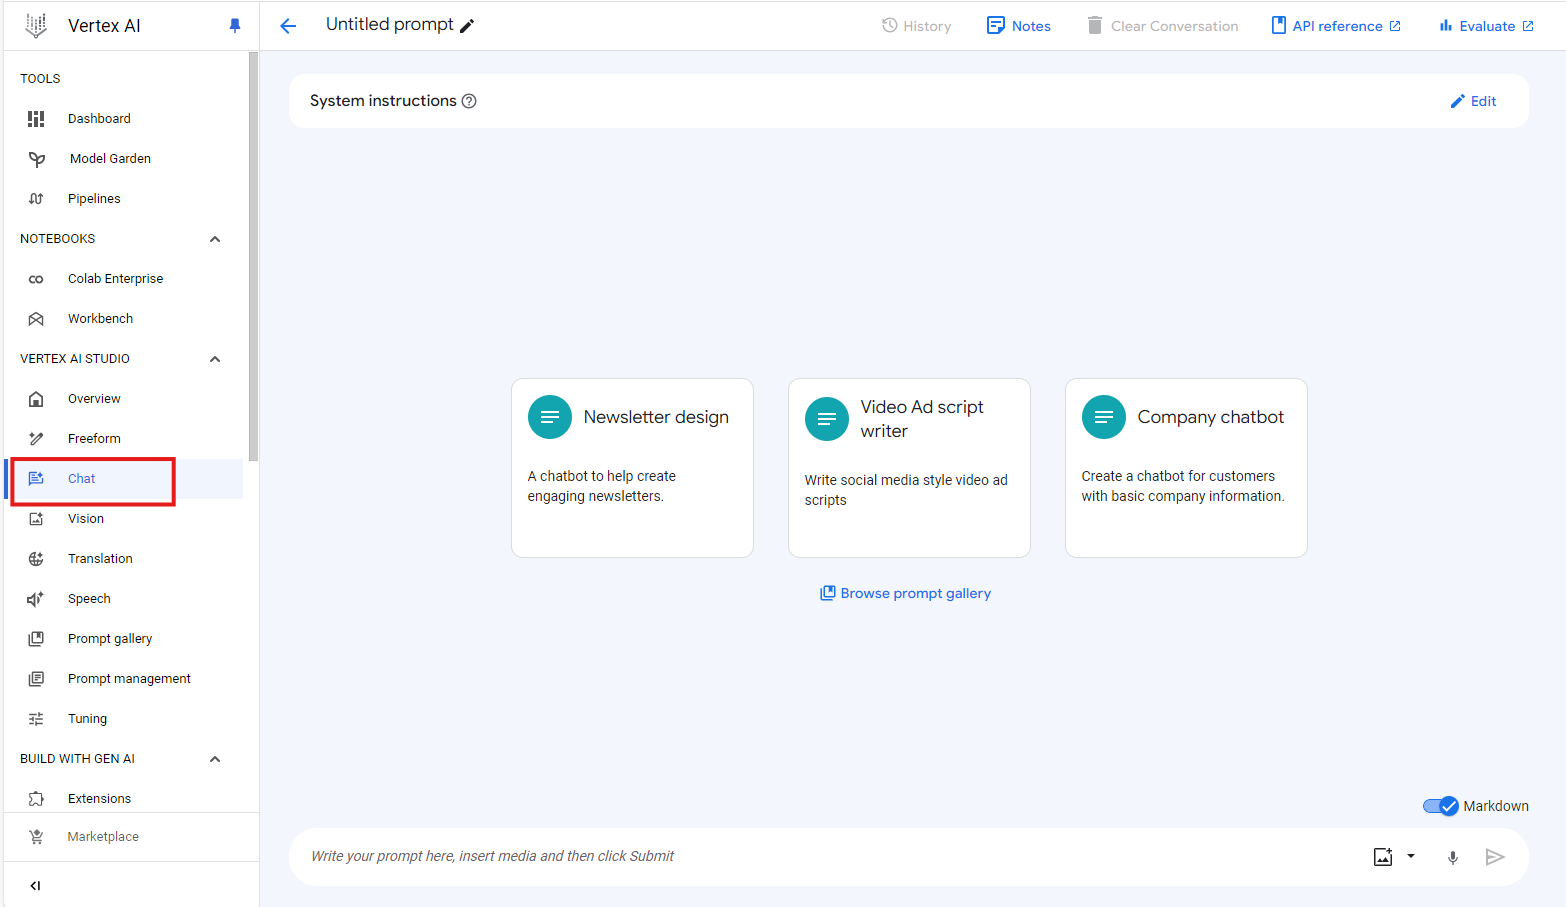 Vertex AI
Untitled prompt
History
Notes
Clear Conversation
API reference
Evaluate
TOOLS
Dashboard
Model Garden
Pipelines
NOTEBOOKS
Colab Enterprise
Workbench
VERTEX AI STUDIO
Overview
Freeform
Chat
Vision
Translation
Speech
Prompt gallery
Prompt management
Tuning
BUILD WITH GEN AI
Extensions
Marketplace
System instructions
Edit
Newsletter design
A chatbot to help create
engaging newsletters.
Video Ad script
writer
Write social media style video ad
scripts
Company chatbot
Create a chatbot for customers
with basic company information.
Browse prompt gallery
Markdown
Write your prompt here, insert media and then click Submit